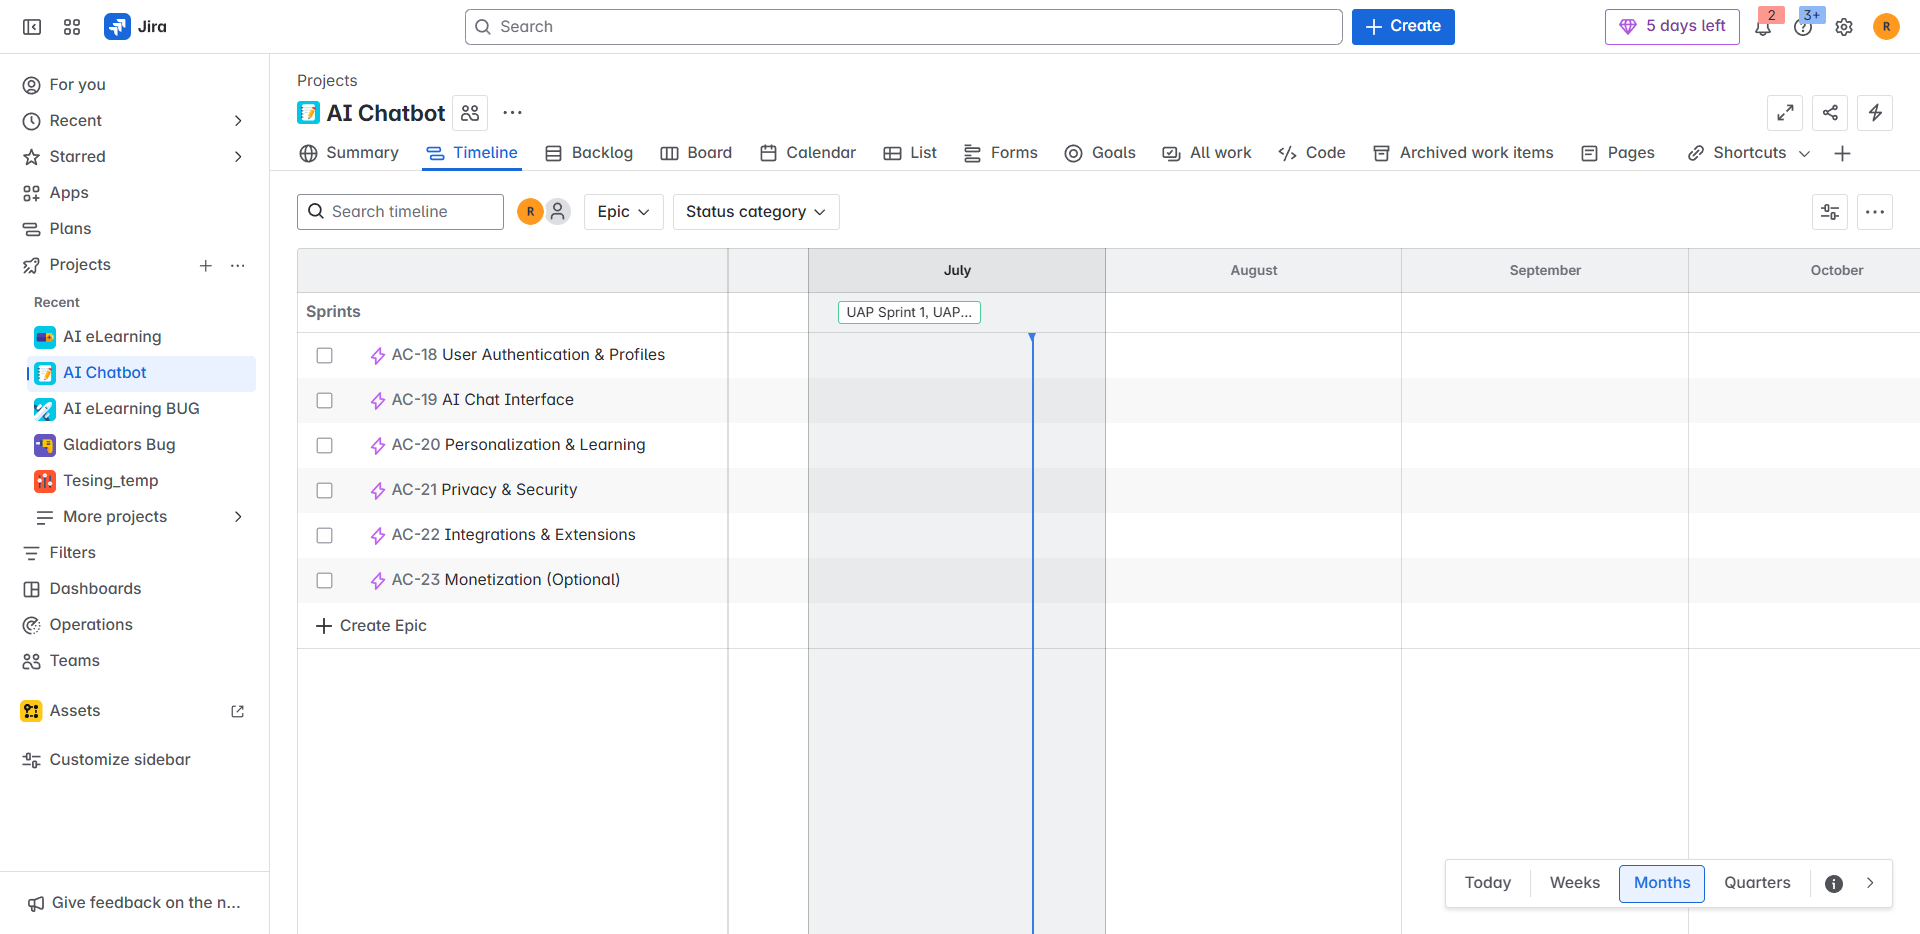 Jira
Search
Create
5 days left
2
3+
R
For you
Recent
Starred
Apps
Plans
Projects
Recent
AI eLearning
AI Chatbot
AI eLearning BUG
Gladiators Bug
Tesing_temp
More projects
Filters
Dashboards
Operations
Teams
Assets
Customize sidebar
Give feedback on the n...
Projects
AI Chatbot
Summary
Timeline
Backlog
Board
Calendar
List
Forms
Goals
All work
Code
Archived work items
Pages
Shortcuts
Search timeline
R
Epic
Status category
July
August
September
October
Sprints
UAP Sprint 1, UAP...
AC-18 User Authentication & Profiles
AC-19 AI Chat Interface
AC-20 Personalization & Learning
AC-21 Privacy & Security
AC-22 Integrations & Extensions
AC-23 Monetization (Optional)
Create Epic
Today
Weeks
Months
Quarters